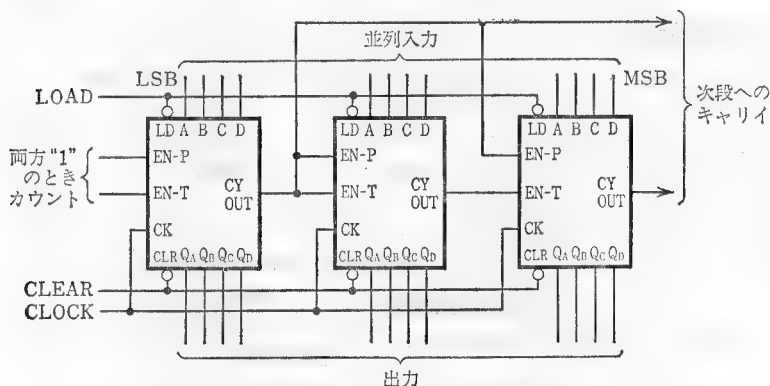 並列入力
LSB
MSB
LOAD
次段への
キャリイ
LD A B C D
LD A B C D
LD A B C D
両方“1”
のとき
カウント
EN-P
EN-T
CY
OUT
CK
CLR QA QB QC QD
EN-P
EN-T
CY
OUT
CK
CLR QA QB QC QD
EN-P
EN-T
CY
OUT
CK
CLR QA QB QC QD
CLEAR
CLOCK
出力